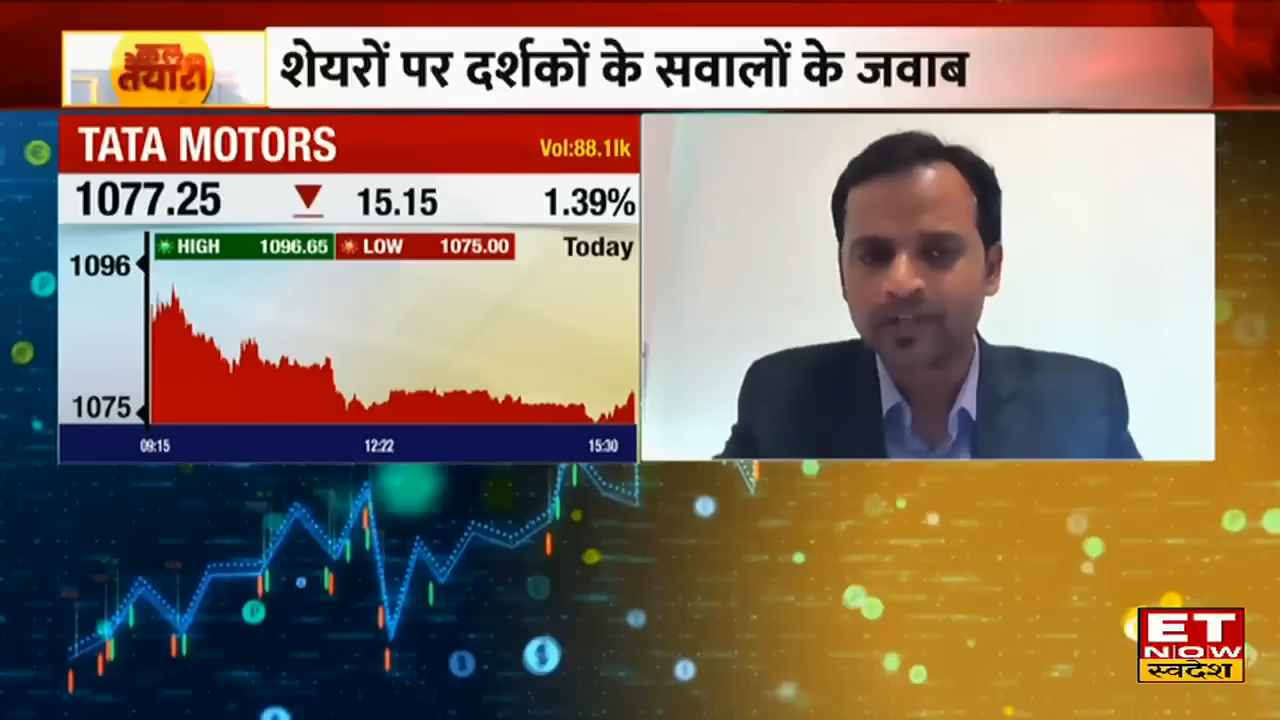 कल की तैयारी
शेयरों पर दर्शकों के सवालों के जवाब
TATA MOTORS
Vol:88.1lk
1077.25 ▼ 15.15 1.39%
HIGH 1096.65 LOW 1075.00 Today
1096
1075
09:15 12:22 15:30
ET
NOW
स्वदेश